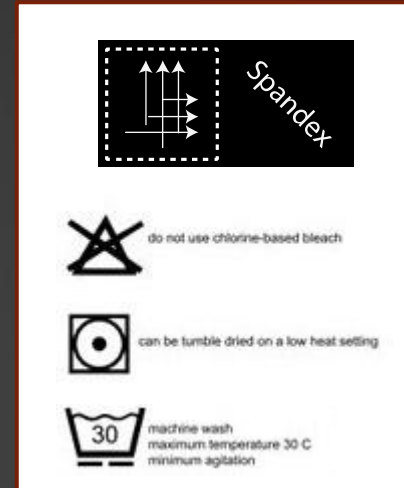 Spandex
do not use chlorine-based bleach
can be tumble dried on a low heat setting
30
machine wash
maximum temperature 30 C
minimum agitation